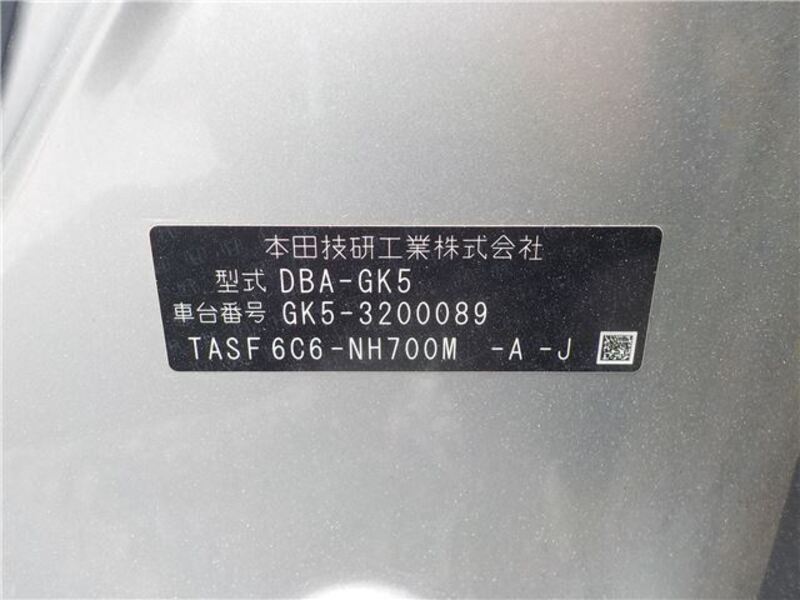 本田技研工業株式会社
型式 DBA-GK5
車台番号 GK5-3200089
TASF6C6-NH700M -A -J